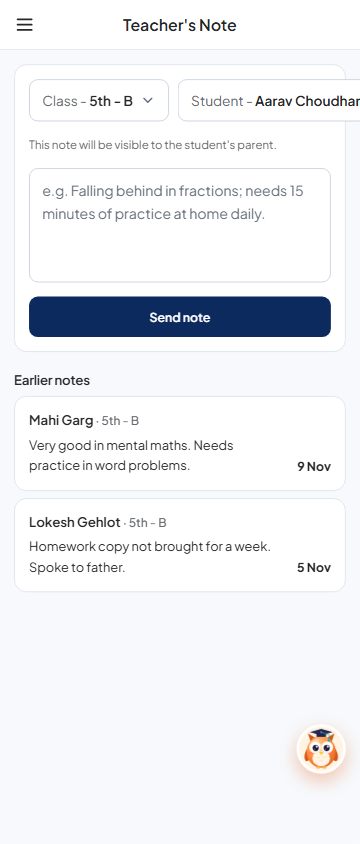 Teacher's Note
Class - 5th - B
Student - Aarav Choudhar
This note will be visible to the student's parent.
e.g. Falling behind in fractions; needs 15
minutes of practice at home daily.
Send note
Earlier notes
Mahi Garg · 5th - B
Very good in mental maths. Needs
practice in word problems.
9 Nov
Lokesh Gehlot · 5th - B
Homework copy not brought for a week.
Spoke to father.
5 Nov